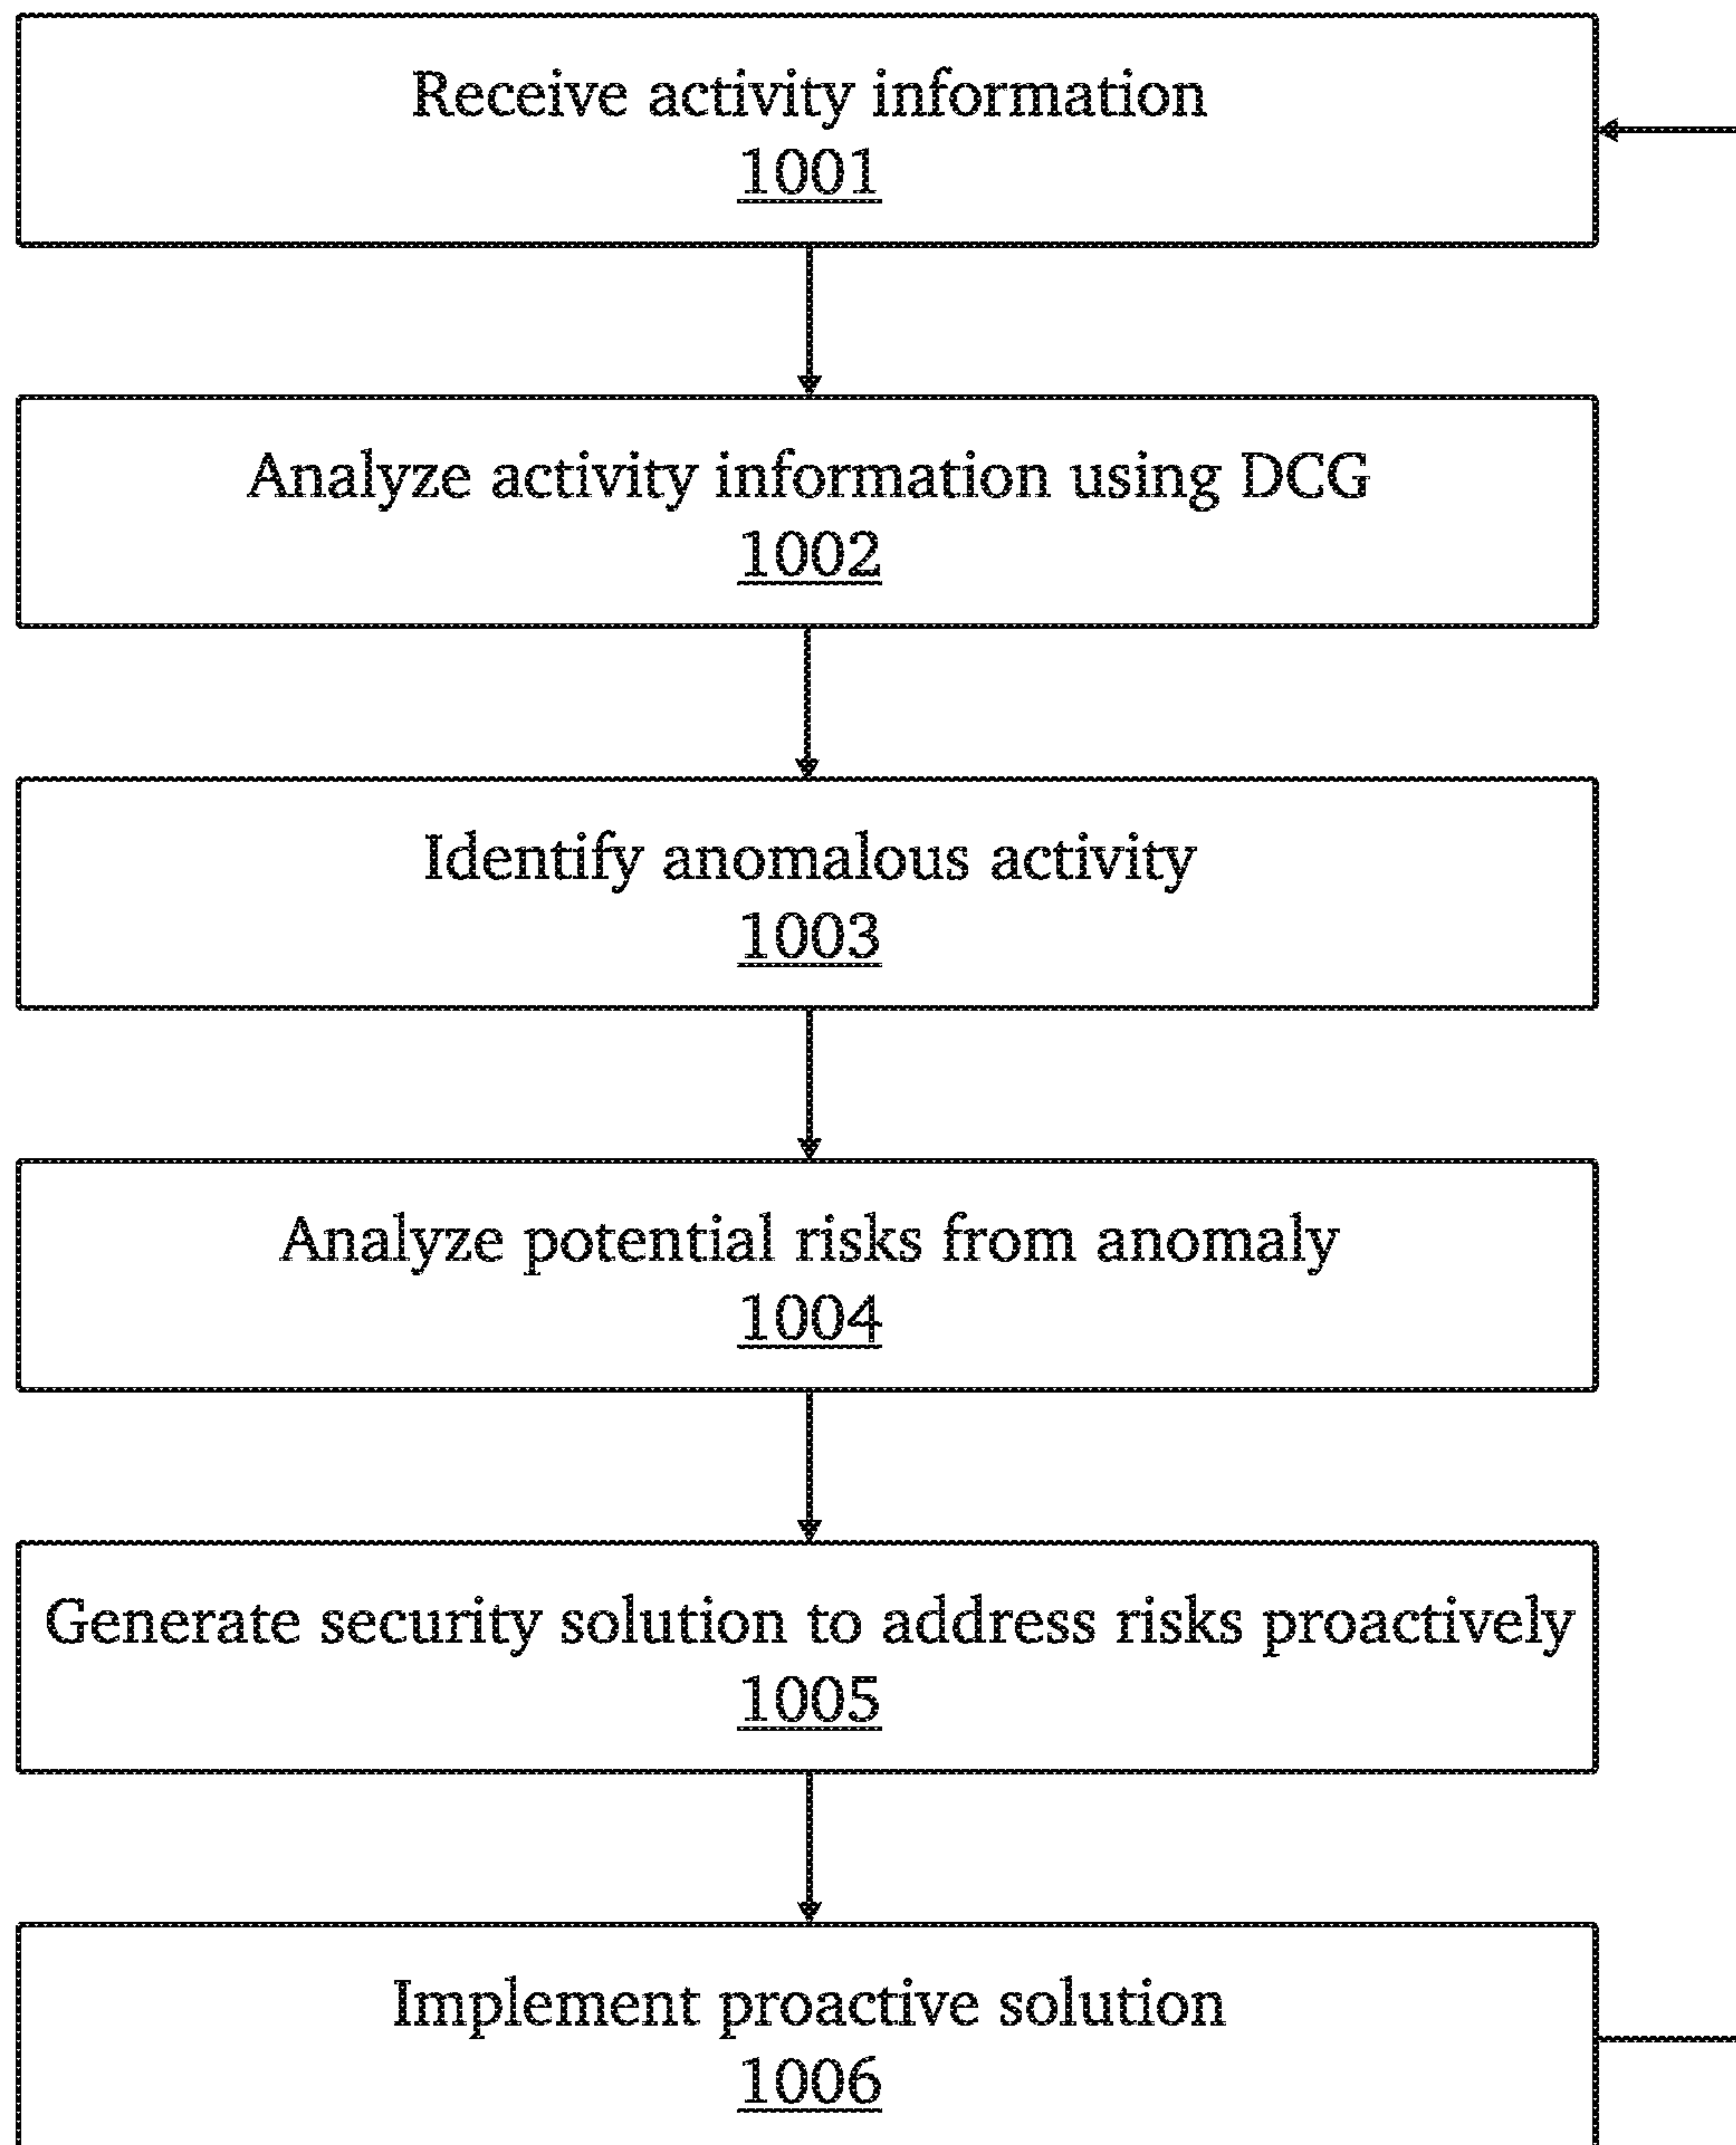 Receive activity information
1001
Analyze activity information using DCG
1002
Identify anomalous activity
1003
Analyze potential risks from anomaly
1004
Generate security solution to address risks proactively
1005
Implement proactive solution
1006